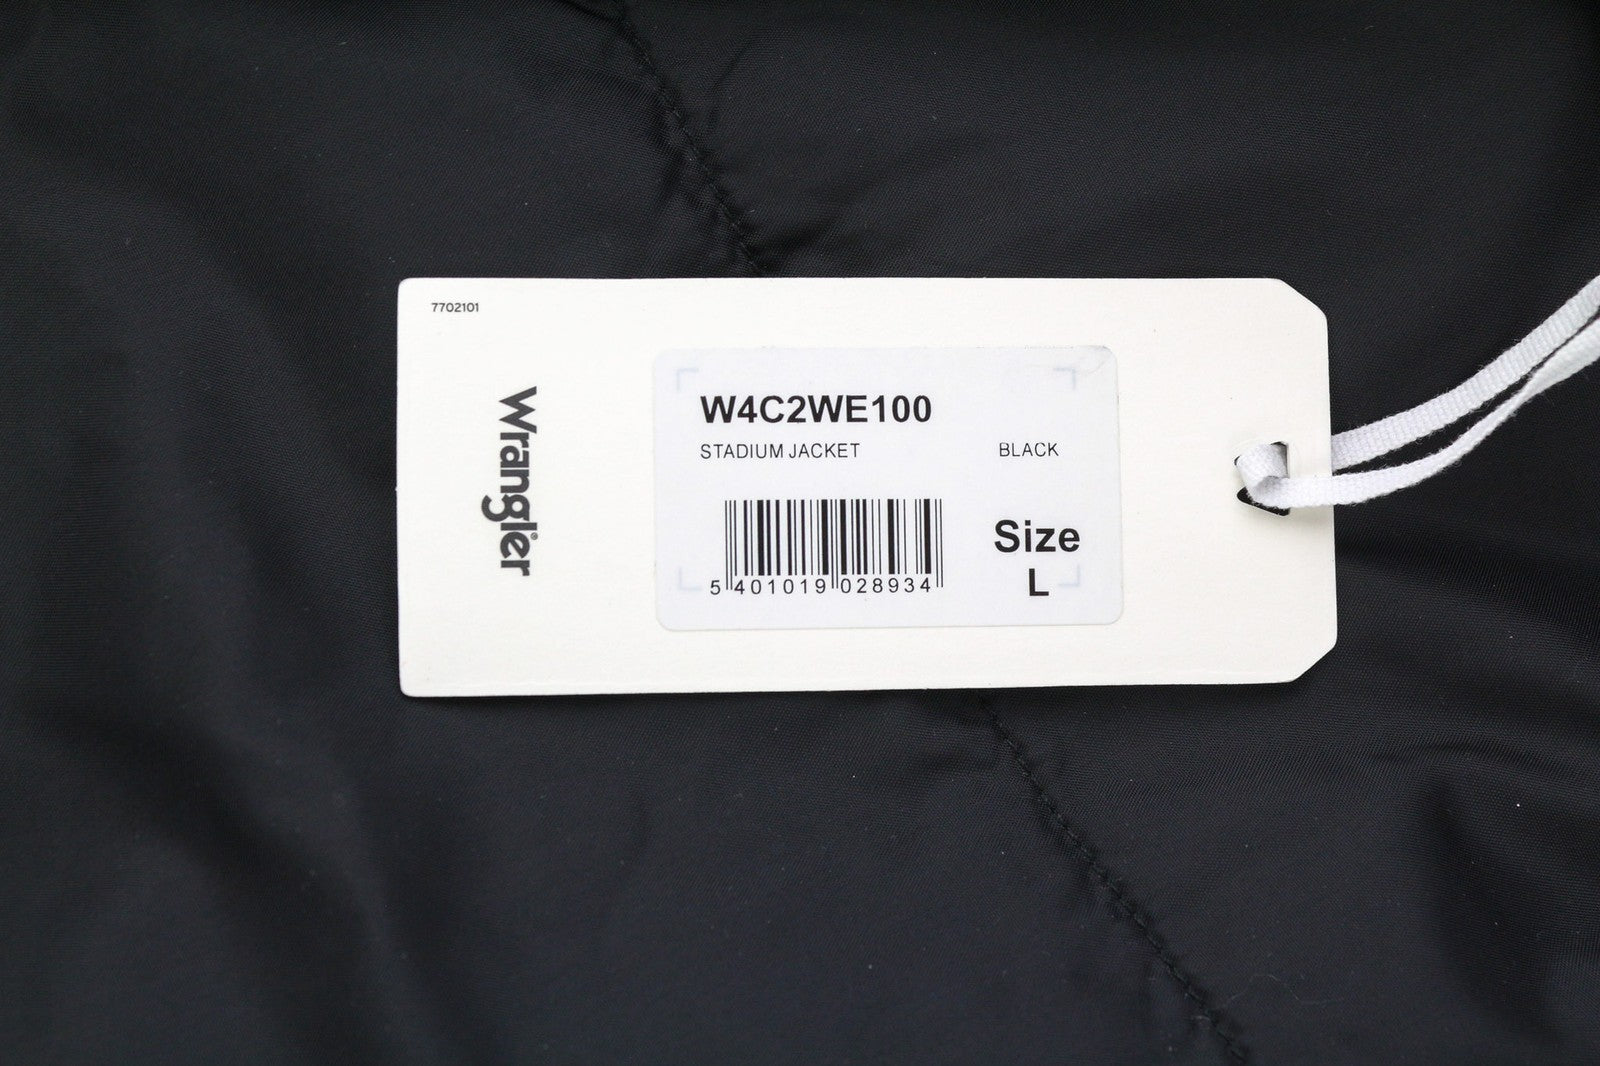 7702101
Wrangler®
W4C2WE100
STADIUM JACKET BLACK
5 401019 028934
Size
L